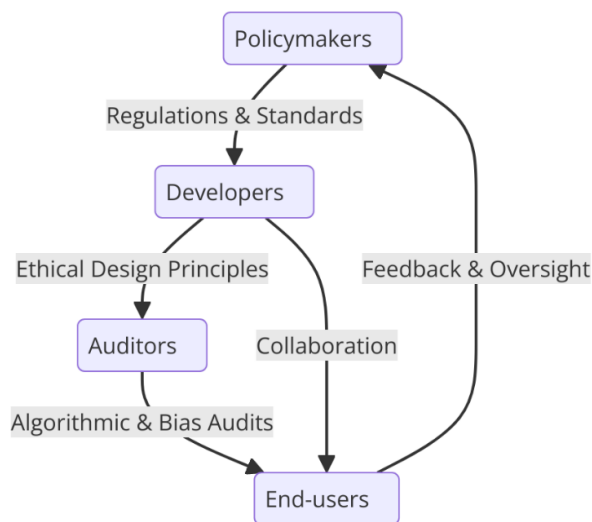 Policymakers
Regulations & Standards
Developers
Ethical Design Principles
Feedback & Oversight
Auditors
Collaboration
Algorithmic & Bias Audits
End-users